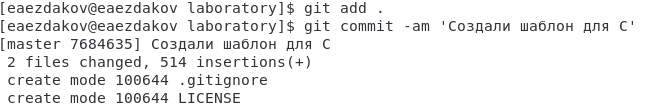 [eaezdakov@eaezdakov laboratory]$ git add .
[eaezdakov@eaezdakov laboratory]$ git commit -am 'Создали шаблон для C'
[master 7684635] Создали шаблон для C
 2 files changed, 514 insertions(+)
 create mode 100644 .gitignore
 create mode 100644 LICENSE